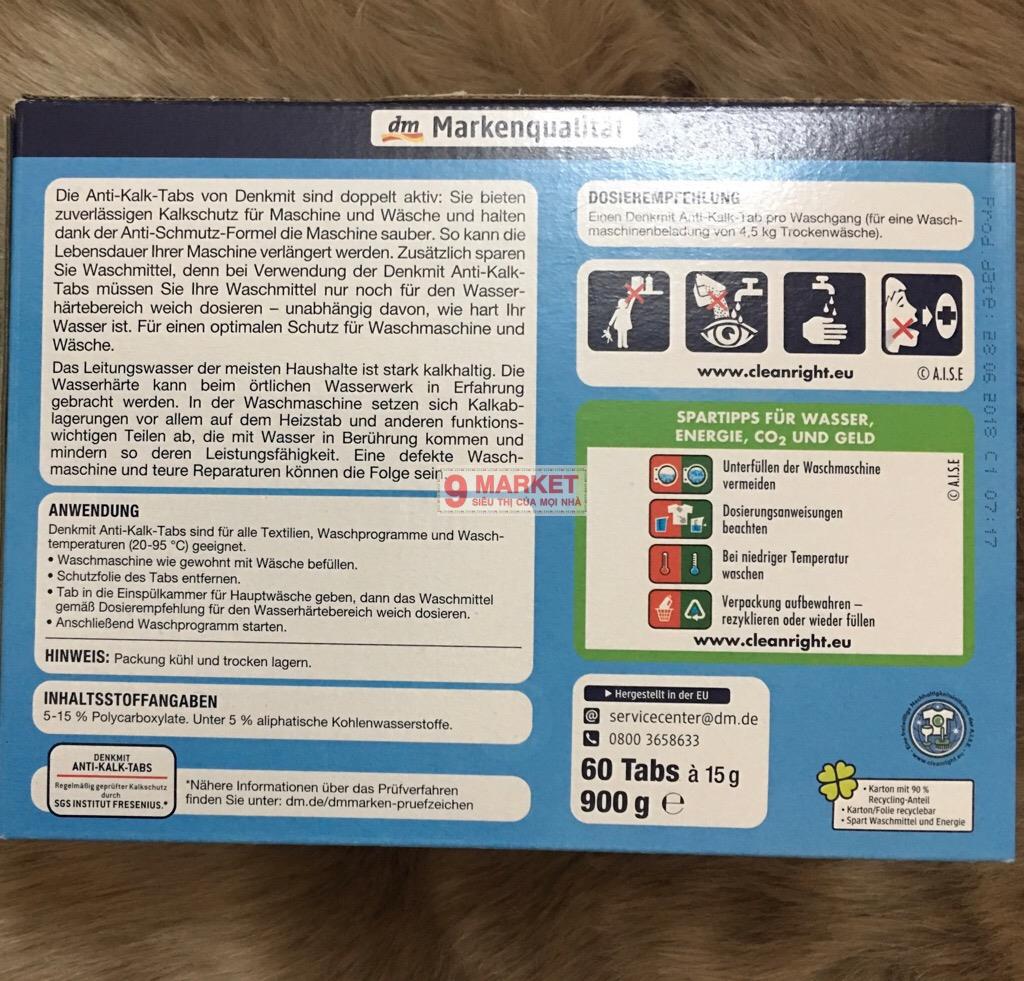 dm Markenqualität
Die Anti-Kalk-Tabs von Denkmit sind doppelt aktiv: Sie bieten
zuverlässigen Kalkschutz für Maschine und Wäsche und halten
dank der Anti-Schmutz-Formel die Maschine sauber. So kann die
Lebensdauer Ihrer Maschine verlängert werden. Zusätzlich sparen
Sie Waschmittel, denn bei Verwendung der Denkmit Anti-Kalk-
Tabs müssen Sie Ihre Waschmittel nur noch für den Wasser-
härtebereich weich dosieren – unabhängig davon, wie hart Ihr
Wasser ist. Für einen optimalen Schutz für Waschmaschine und
Wäsche.
Das Leitungswasser der meisten Haushalte ist stark kalkhaltig. Die
Wasserhärte kann beim örtlichen Wasserwerk in Erfahrung
gebracht werden. In der Waschmaschine setzen sich Kalkab-
lagerungen vor allem auf dem Heizstab und anderen funktions-
wichtigen Teilen ab, die mit Wasser in Berührung kommen und
mindern so deren Leistungsfähigkeit. Eine defekte Wasch-
maschine und teure Reparaturen können die Folge sein.
9 MARKET
SIÊU THỊ CỦA MỌI NHÀ
ANWENDUNG
Denkmit Anti-Kalk-Tabs sind für alle Textilien, Waschprogramme und Wasch-
temperaturen (20-95 °C) geeignet.
• Waschmaschine wie gewohnt mit Wäsche befüllen.
• Schutzfolie des Tabs entfernen.
• Tab in die Einspülkammer für Hauptwäsche geben, dann das Waschmittel
gemäß Dosierempfehlung für den Wasserhärtebereich weich dosieren.
• Anschließend Waschprogramm starten.
HINWEIS: Packung kühl und trocken lagern.
INHALTSSTOFFANGABEN
5-15 % Polycarboxylate. Unter 5 % aliphatische Kohlenwasserstoffe.
DENKMIT
ANTI-KALK-TABS
Regelmäßig geprüfter Kalkschutz
durch
SGS INSTITUT FRESENIUS.*
*Nähere Informationen über das Prüfverfahren
finden Sie unter: dm.de/dmmarken-pruefzeichen
DOSIEREMPFEHLUNG
Einen Denkmit Anti-Kalk-Tab pro Waschgang (für eine Wasch-
maschinenbeladung von 4,5 kg Trockenwäsche).
www.cleanright.eu
© A.I.S.E
SPARTIPPS FÜR WASSER,
ENERGIE, CO₂ UND GELD
Unterfüllen der Waschmaschine
vermeiden
Dosierungsanweisungen
beachten
Bei niedriger Temperatur
waschen
Verpackung aufbewahren –
rezyklieren oder wieder füllen
www.cleanright.eu
© A.I.S.E
Prod date: 28 06 2018 C1 07:17
Hergestellt in der EU
servicecenter@dm.de
0800 3658633
60 Tabs à 15 g
900 g ℮
www.cleanright.eu
• Karton mit 90 %
Recycling-Anteil
• Karton/Folie recyclebar
• Spart Waschmittel und Energie